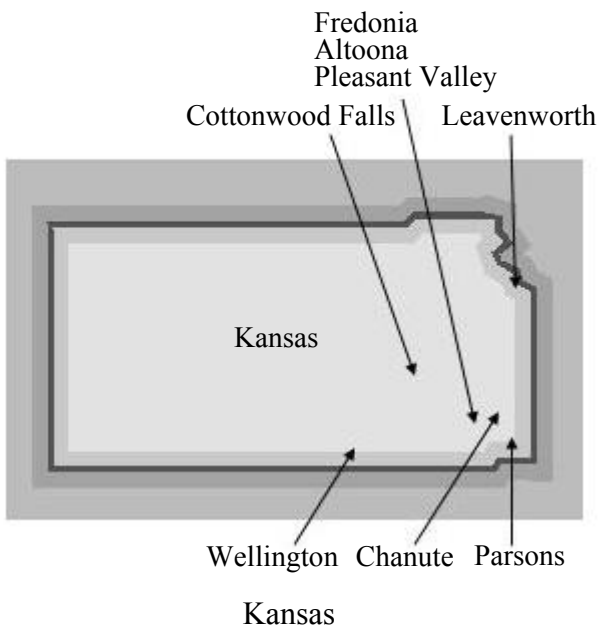 Fredonia
Altoona
Pleasant Valley
Cottonwood Falls Leavenworth
Kansas
Wellington Chanute Parsons
Kansas